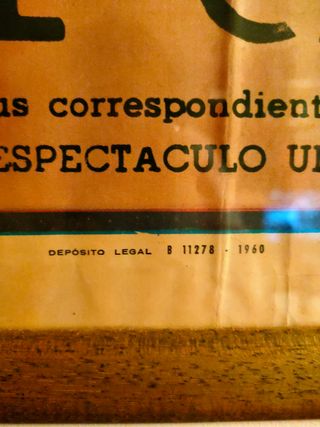 us correspondient
ESPECTACULO U
DEPÓSITO LEGAL B 11278 - 1960